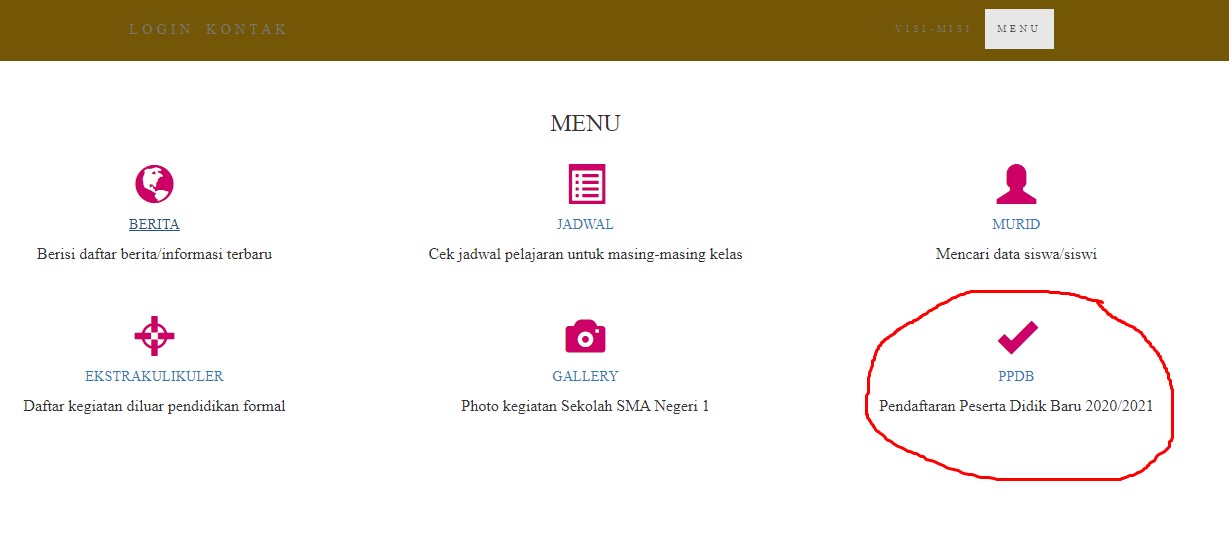 LOGIN KONTAK
VISI-MISI MENU
MENU
BERITA
Berisi daftar berita/informasi terbaru
JADWAL
Cek jadwal pelajaran untuk masing-masing kelas
MURID
Mencari data siswa/siswi
EKSTRAKULIKULER
Daftar kegiatan diluar pendidikan formal
GALLERY
Photo kegiatan Sekolah SMA Negeri 1
PPDB
Pendaftaran Peserta Didik Baru 2020/2021